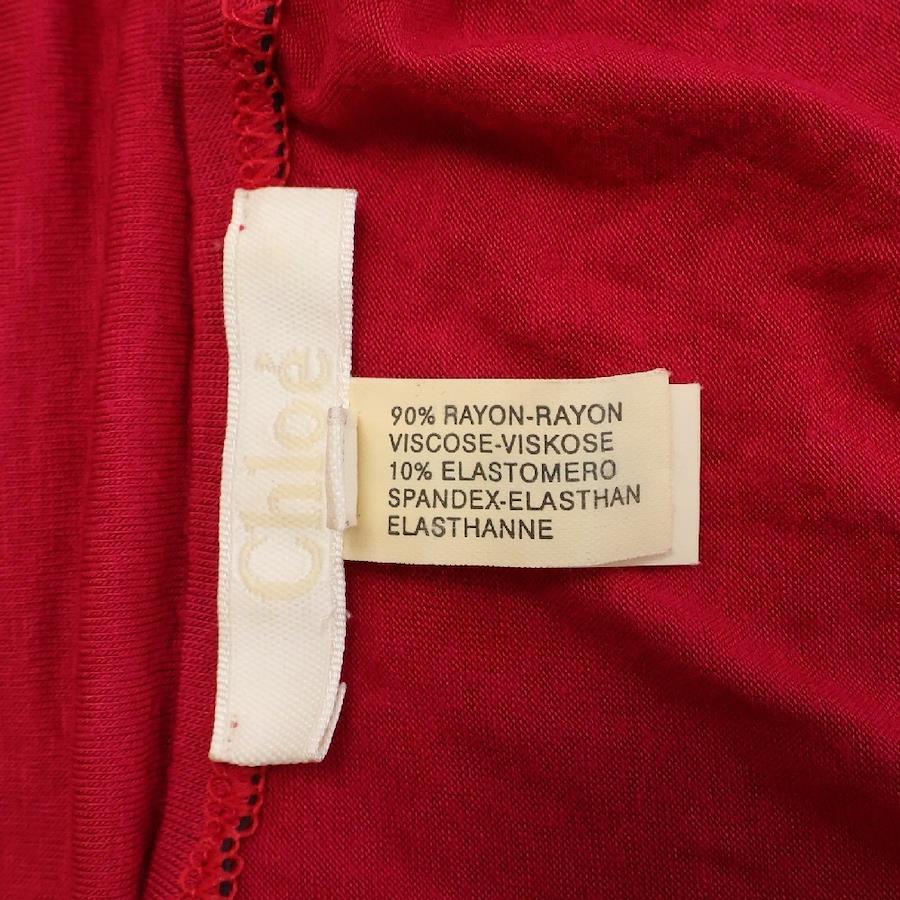 Chloé
90% RAYON-RAYON
VISCOSE-VISKOSE
10% ELASTOMERO
SPANDEX-ELASTHAN
ELASTHANNE